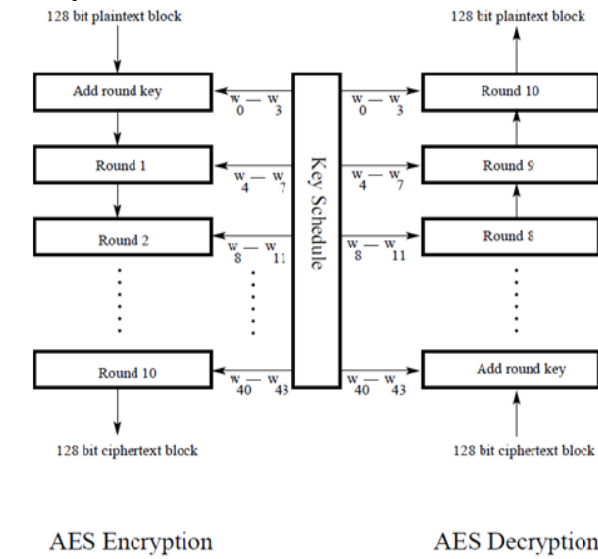 128 bit plaintext block
128 bit plaintext block
Add round key
w0 — w3
w0 — w3
Round 10
Round 1
w4 — w7
Key Schedule
w4 — w7
Round 9
Round 2
w8 — w11
w8 — w11
Round 8
Round 10
w40 — w43
w40 — w43
Add round key
128 bit ciphertext block
128 bit ciphertext block
AES Encryption
AES Decryption